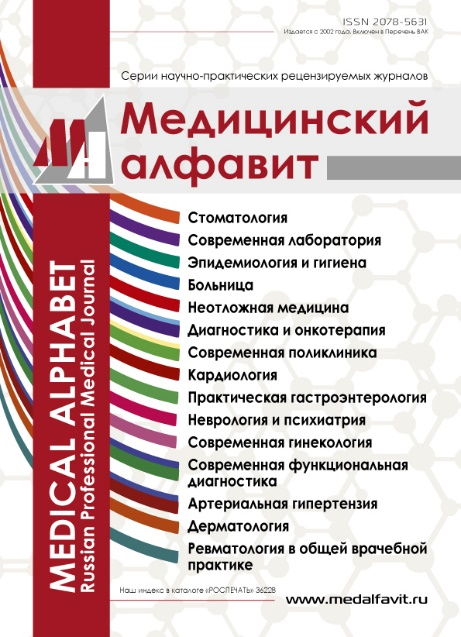 ISSN 2078-5631
Издается с 2002 года. Включен в Перечень ВАК
Серии научно-практических рецензируемых журналов
Медицинский
алфавит
MEDICAL ALPHABET
Russian Professional Medical Journal
Стоматология
Современная лаборатория
Эпидемиология и гигиена
Больница
Неотложная медицина
Диагностика и онкотерапия
Современная поликлиника
Кардиология
Практическая гастроэнтерология
Неврология и психиатрия
Современная гинекология
Современная функциональная
диагностика
Артериальная гипертензия
Дерматология
Ревматология в общей врачебной
практике
Наш индекс в каталоге «РОСПЕЧАТЬ» 36228
www.medalfavit.ru